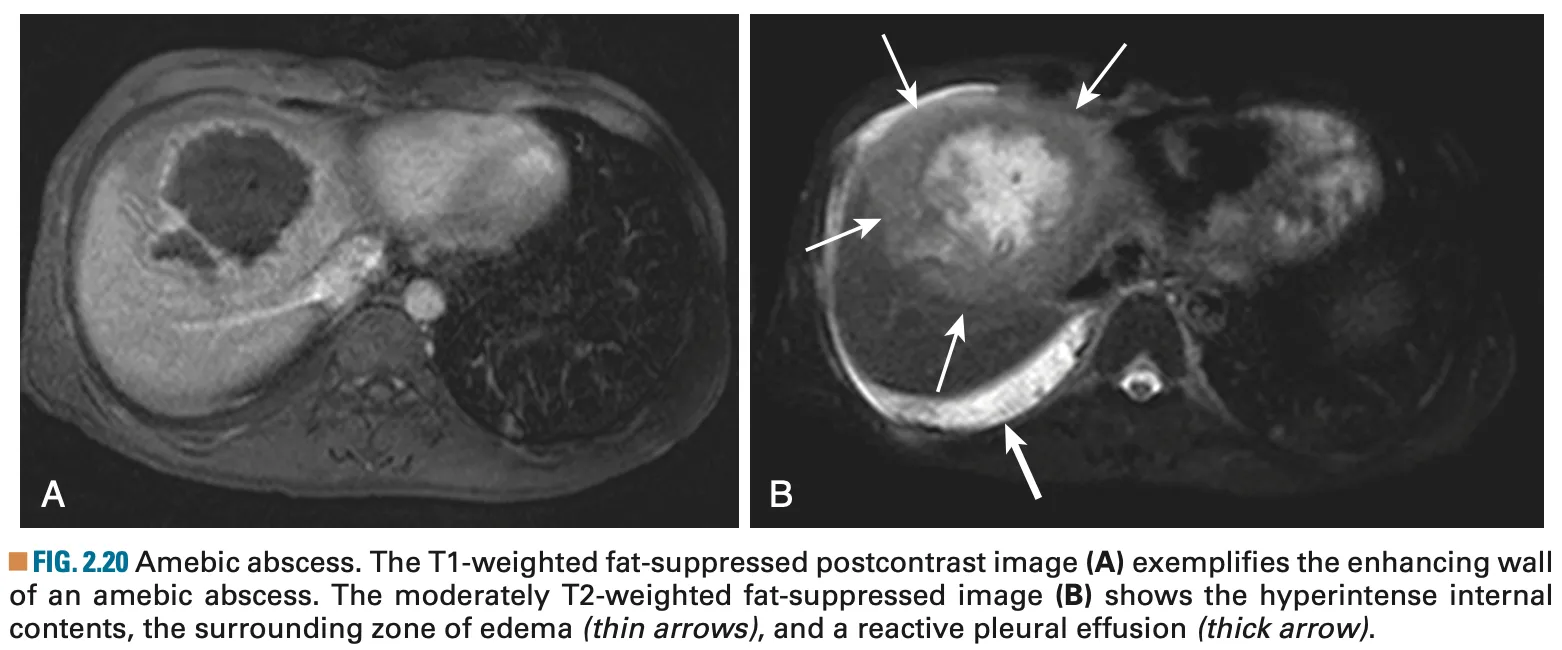 A
B
FIG. 2.20 Amebic abscess. The T1-weighted fat-suppressed postcontrast image (A) exemplifies the enhancing wall
of an amebic abscess. The moderately T2-weighted fat-suppressed image (B) shows the hyperintense internal
contents, the surrounding zone of edema (thin arrows), and a reactive pleural effusion (thick arrow).